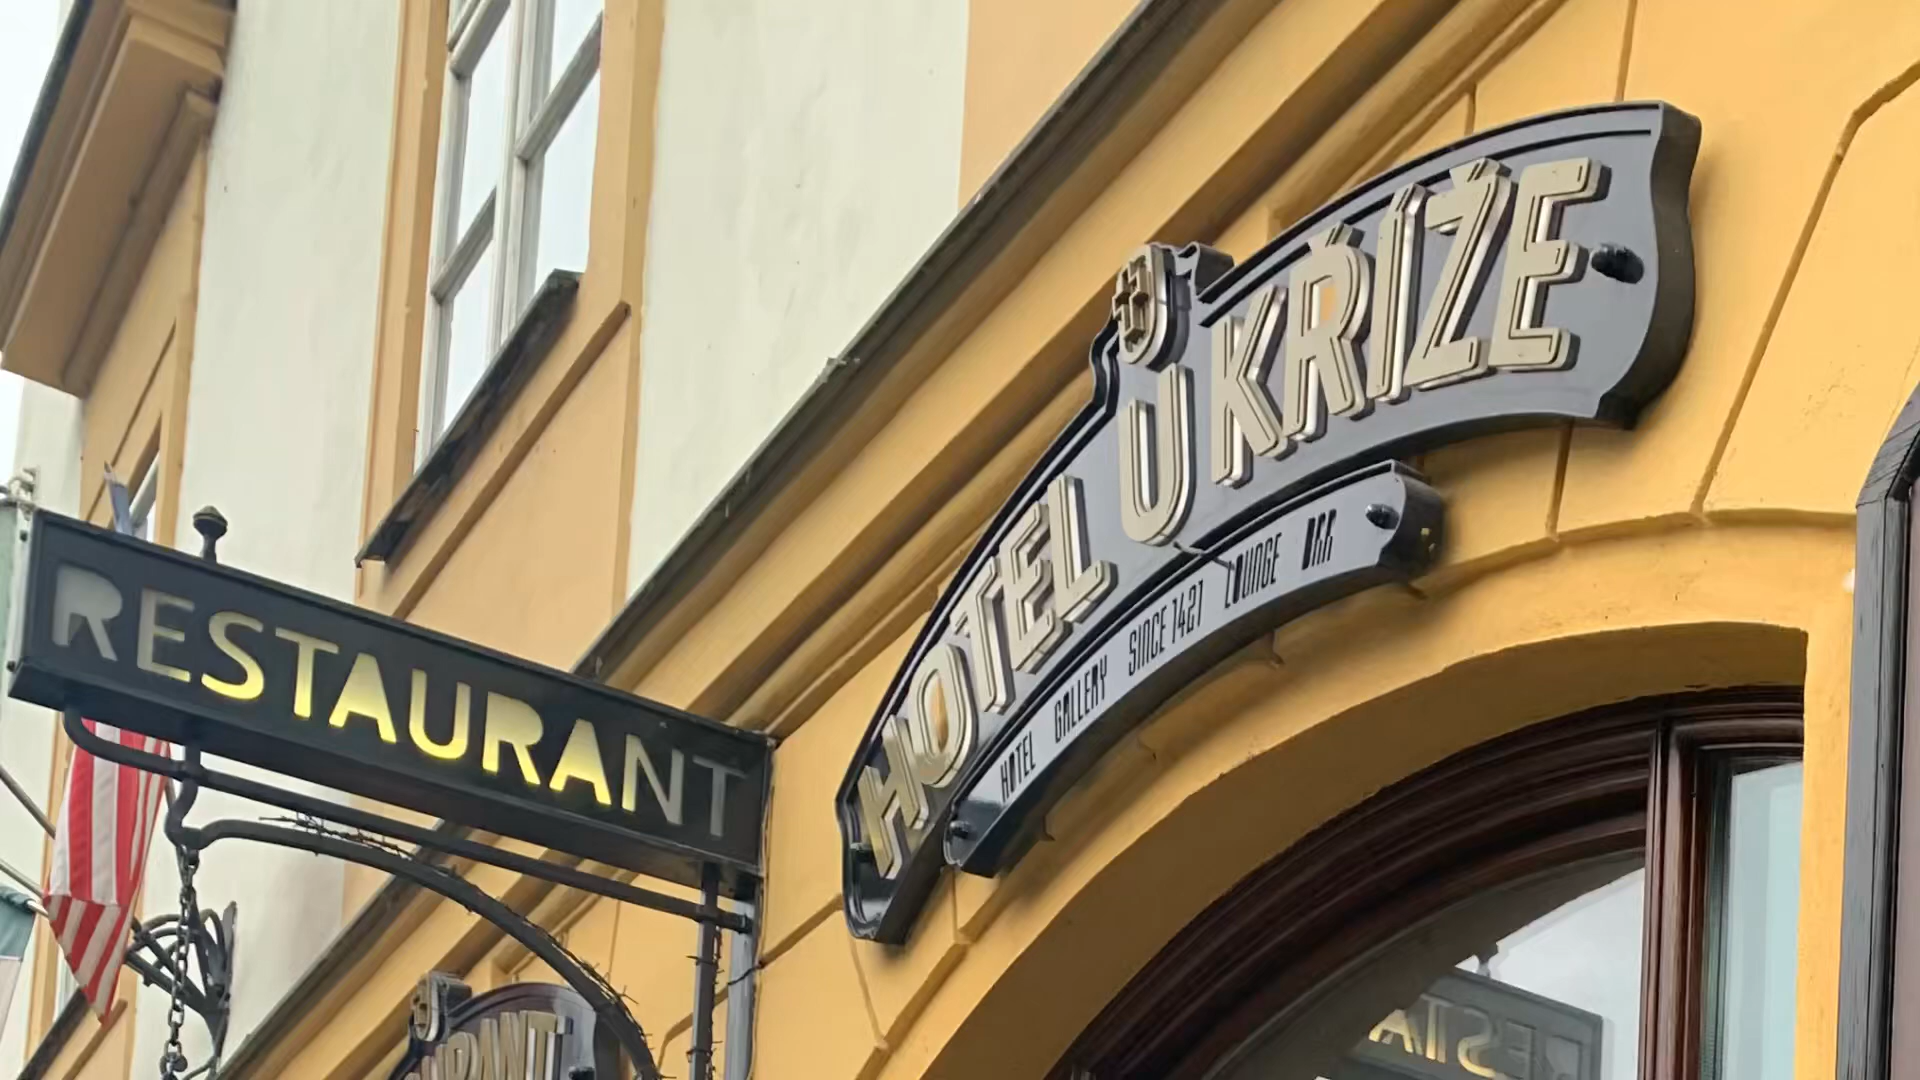 RESTAURANT
HOTEL U KŘÍŽE
HOTEL GALLERY SINCE 1427 LOUNGE BAR